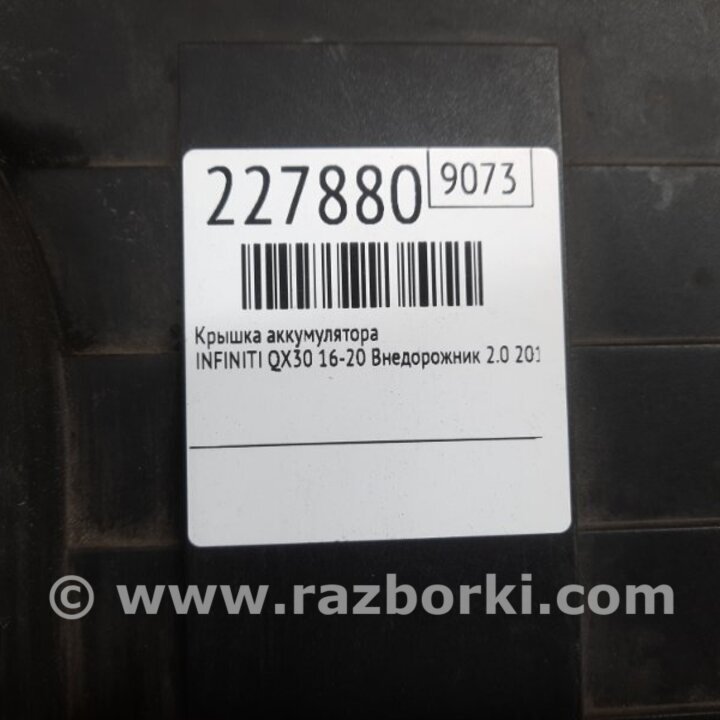 227880 9073
Крышка аккумулятора
INFINITI QX30 16-20 Внедорожник 2.0 201
© www.razborki.com